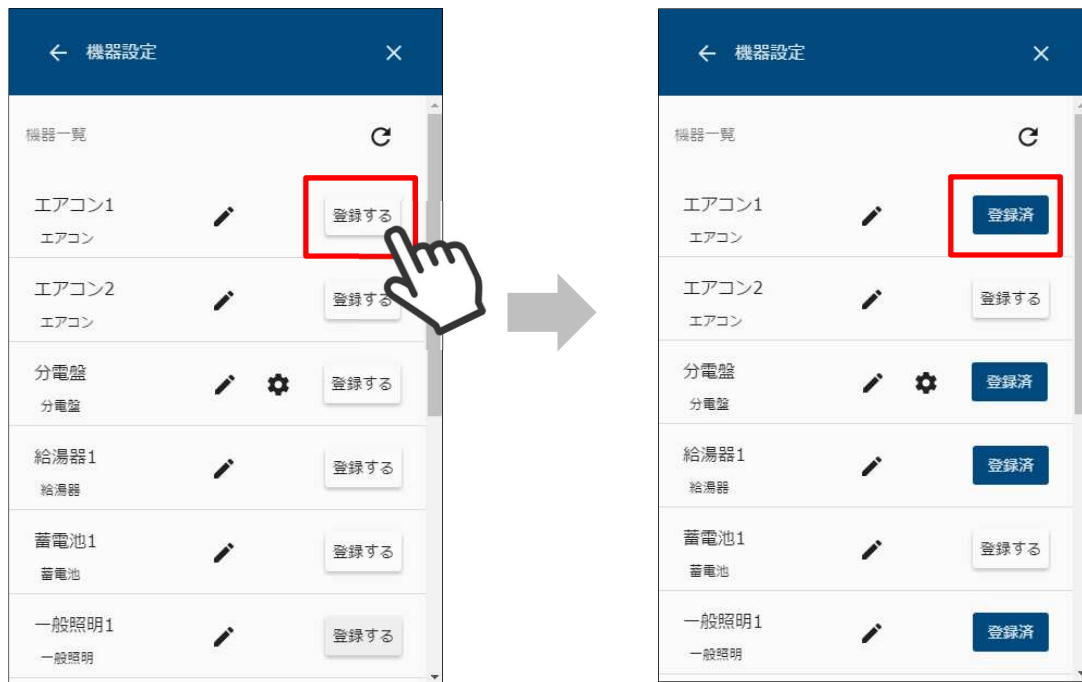 機器設定
機器一覧
エアコン1
登録する
エアコン
エアコン2
登録する
エアコン
分電盤
登録する
分電盤
給湯器1
登録する
給湯器
蓄電池1
登録する
蓄電池
一般照明1
登録する
一般照明
機器設定
機器一覧
エアコン1
登録済
エアコン
エアコン2
登録する
エアコン
分電盤
登録済
分電盤
給湯器1
登録済
給湯器
蓄電池1
登録する
蓄電池
一般照明1
登録済
一般照明